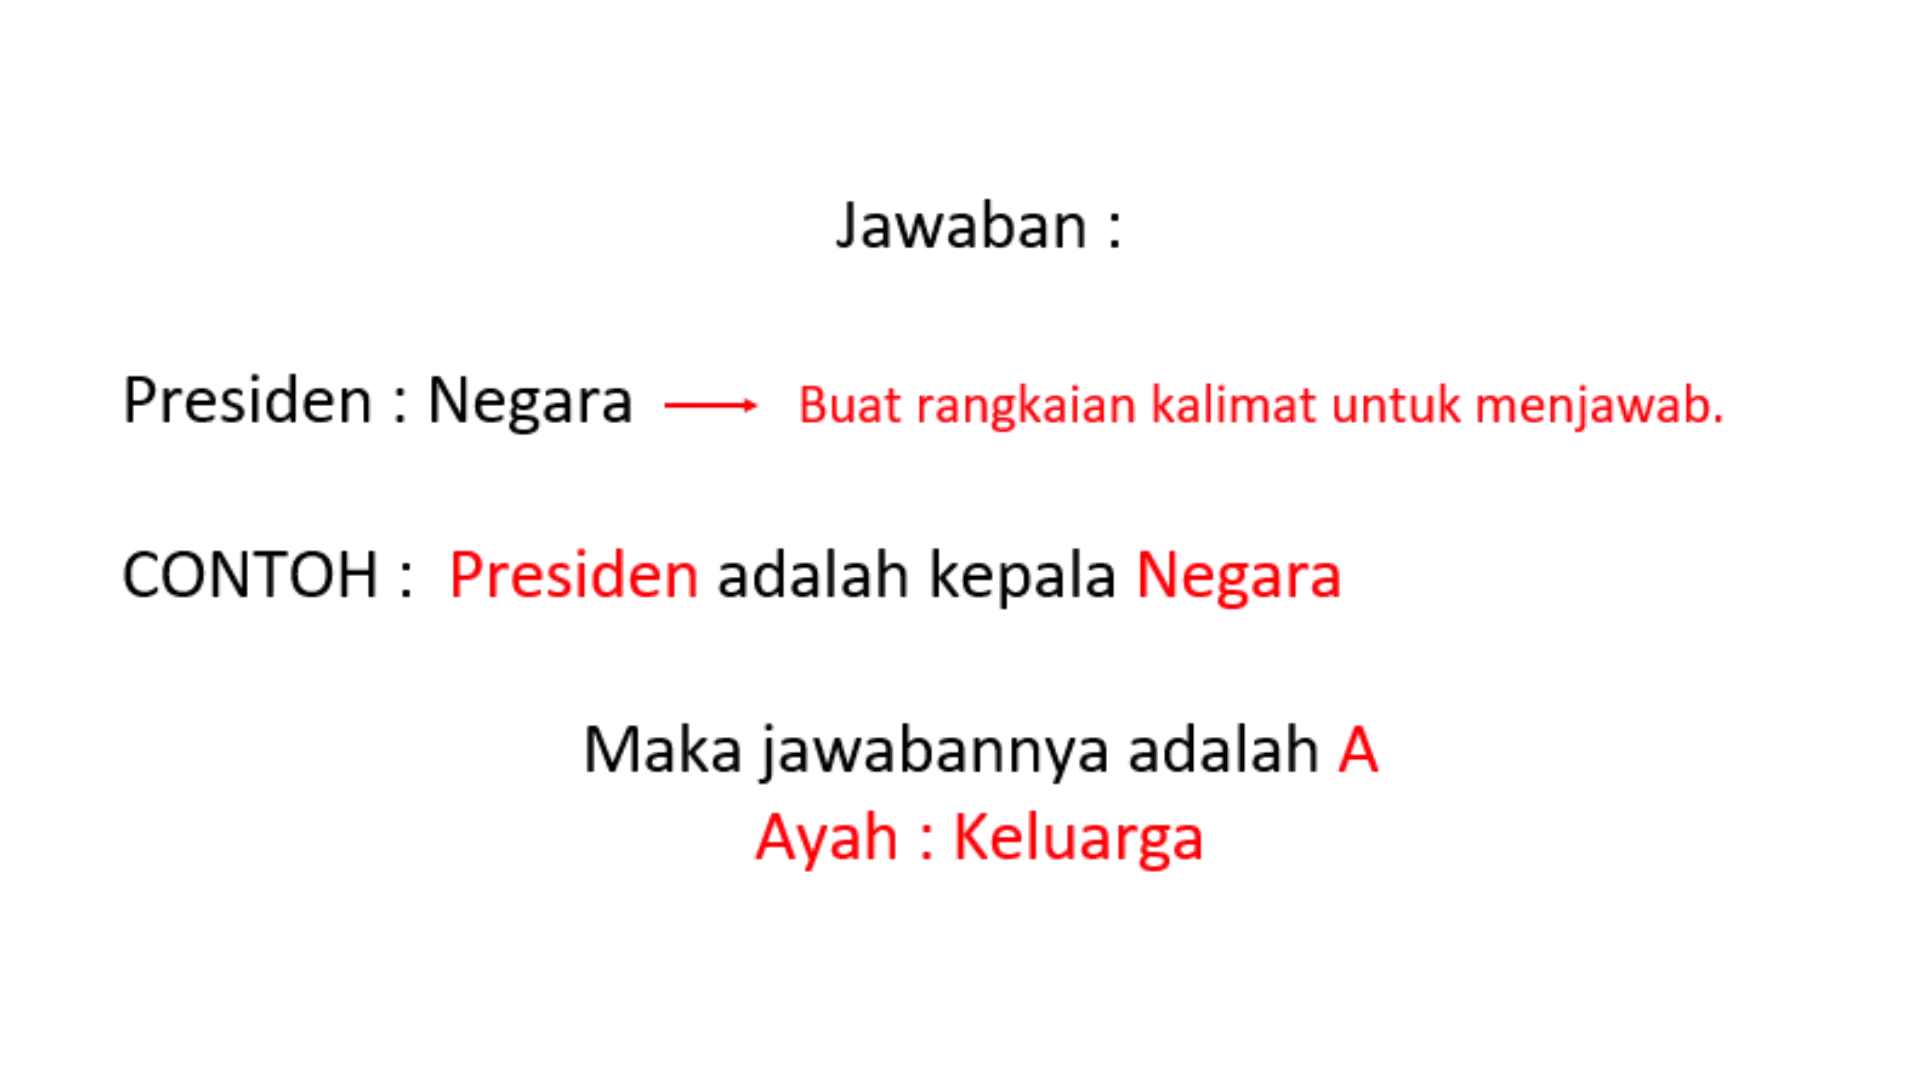 Jawaban :
Presiden : Negara → Buat rangkaian kalimat untuk menjawab.
CONTOH : Presiden adalah kepala Negara
Maka jawabannya adalah A
Ayah : Keluarga